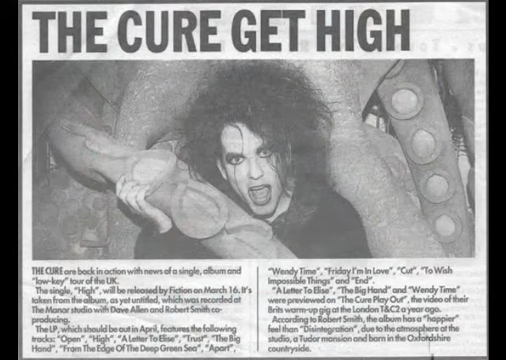 THE CURE GET HIGH
THE CURE are back in action with news of a single, album and
"low-key" tour of the UK.
The single, "High", will be released by Fiction on March 16. It's
taken from the album, as yet untitled, which was recorded at
The Manor studio with Dave Allen and Robert Smith co-
producing.
The LP, which should be out in April, features the following
tracks: "Open", "High", "A Letter To Elise", "Trust", "The Big
Hand", "From The Edge Of The Deep Green Sea", "Apart",
"Wendy Time", "Friday I'm In Love", "Cut", "To Wish
Impossible Things" and "End".
"A Letter To Elise", "The Big Hand" and "Wendy Time"
were previewed on "The Cure Play Out", the video of their
Brits warm-up gig at the London T&C2 a year ago.
According to Robert Smith, the album has a "happier"
feel than "Disintegration", due to the atmosphere at the
studio, a Tudor mansion and barn in the Oxfordshire
countryside.